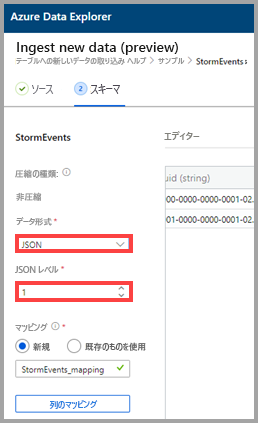 Azure Data Explorer
Ingest new data (preview)
テーブルへの新しいデータの取り込み ヘルプ > サンプル > StormEvents
ソース
2 スキーマ
StormEvents
エディター
圧縮の種類:
uid (string)
非圧縮
000-0000-0000-0001-02.
データ形式 *
001-0000-0000-0001-02.
JSON
JSON レベル *
1
マッピング *
新規
既存のものを使用
StormEvents_mapping
列のマッピング